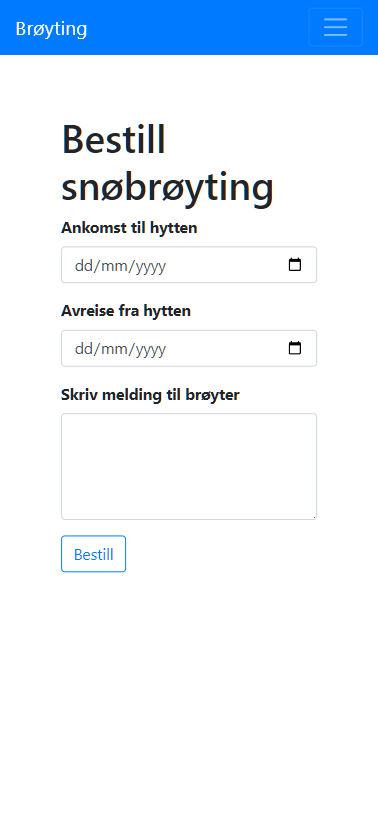 Brøyting
Bestill
snøbrøyting
Ankomst til hytten
dd/mm/yyyy
Avreise fra hytten
dd/mm/yyyy
Skriv melding til brøyter
Bestill